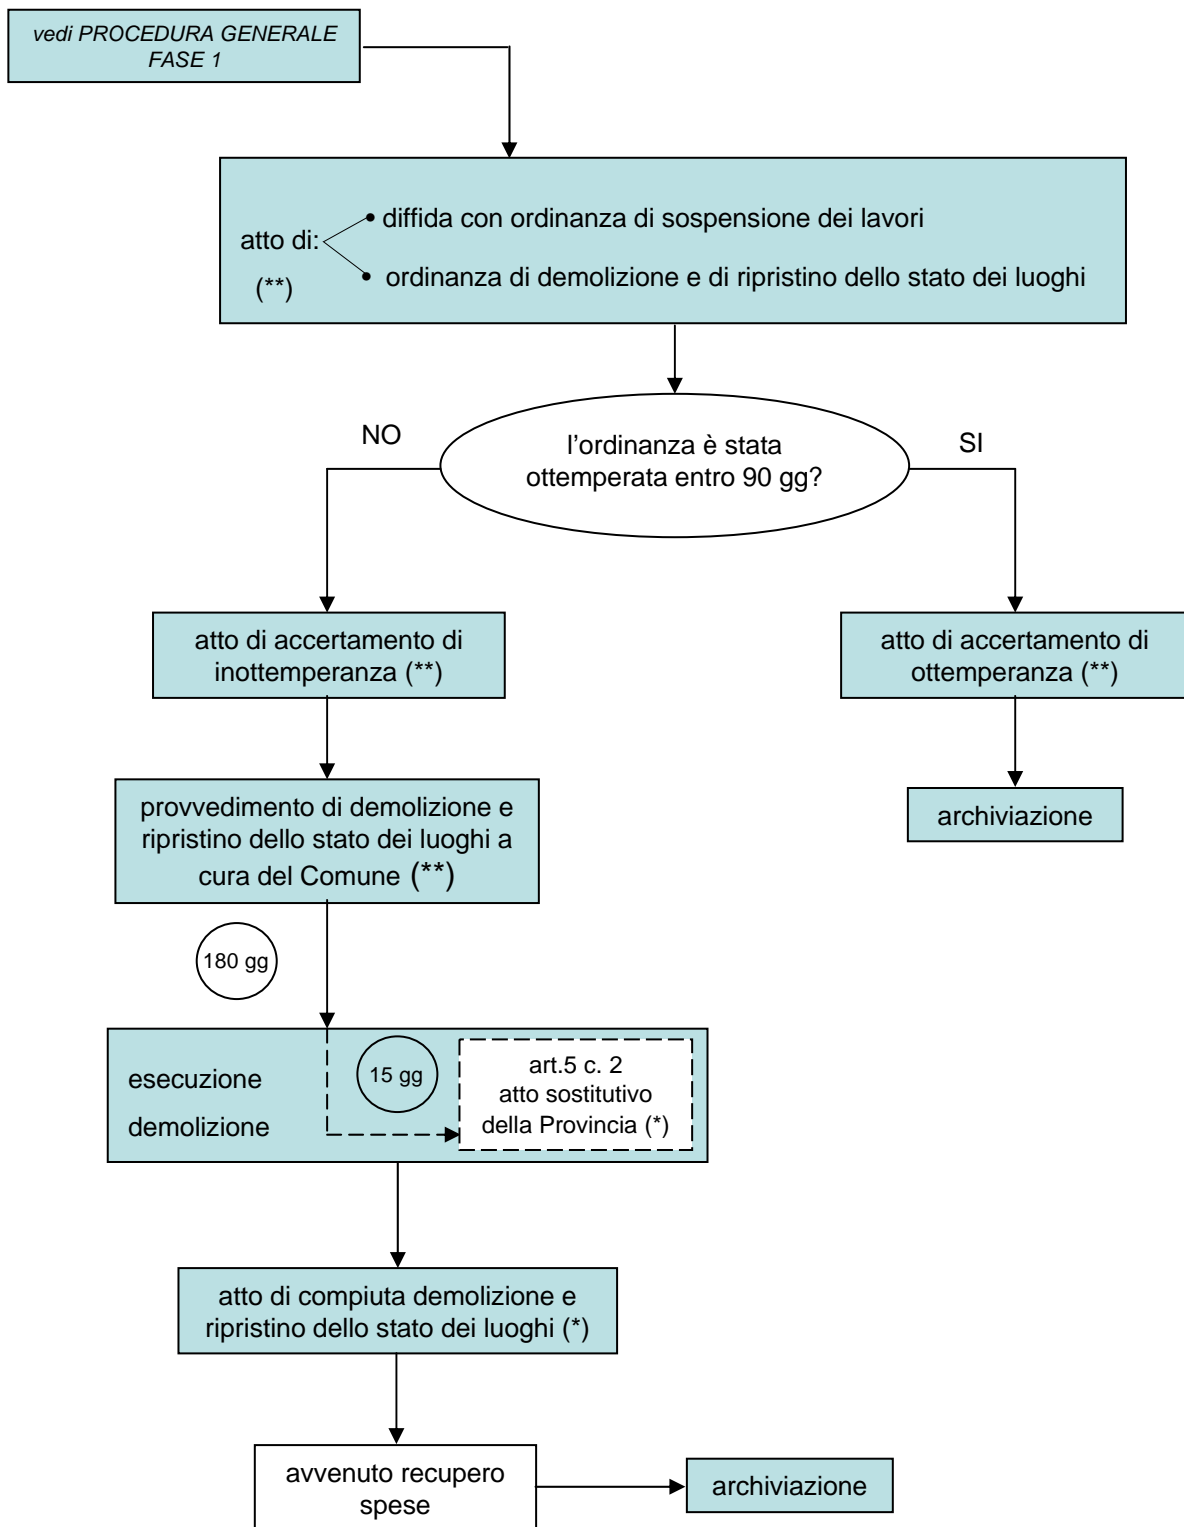 vedi PROCEDURA GENERALE
FASE 1
atto di:
(**)
• diffida con ordinanza di sospensione dei lavori
• ordinanza di demolizione e di ripristino dello stato dei luoghi
l'ordinanza è stata
ottemperata entro 90 gg?
NO
SI
atto di accertamento di
inottemperanza (**)
atto di accertamento di
ottemperanza (**)
provvedimento di demolizione e
ripristino dello stato dei luoghi a
cura del Comune (**)
archiviazione
180 gg
esecuzione
demolizione
15 gg
art.5 c. 2
atto sostitutivo
della Provincia (*)
atto di compiuta demolizione e
ripristino dello stato dei luoghi (*)
avvenuto recupero
spese
archiviazione